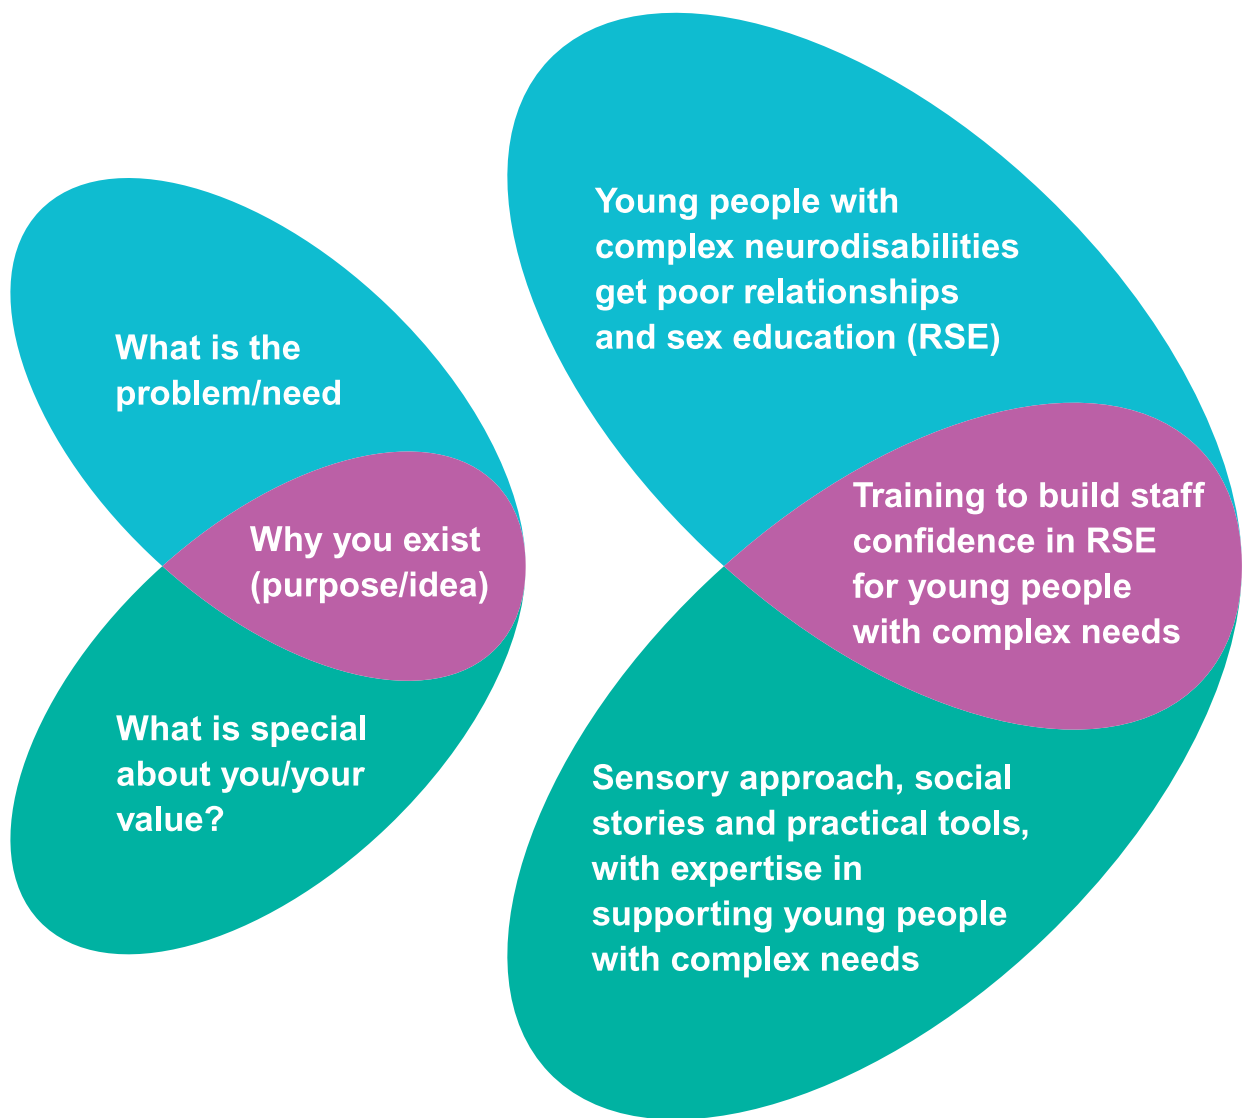 What is the
problem/need
Why you exist
(purpose/idea)
What is special
about you/your
value?
Young people with
complex neurodisabilities
get poor relationships
and sex education (RSE)
Training to build staff
confidence in RSE
for young people
with complex needs
Sensory approach, social
stories and practical tools,
with expertise in
supporting young people
with complex needs